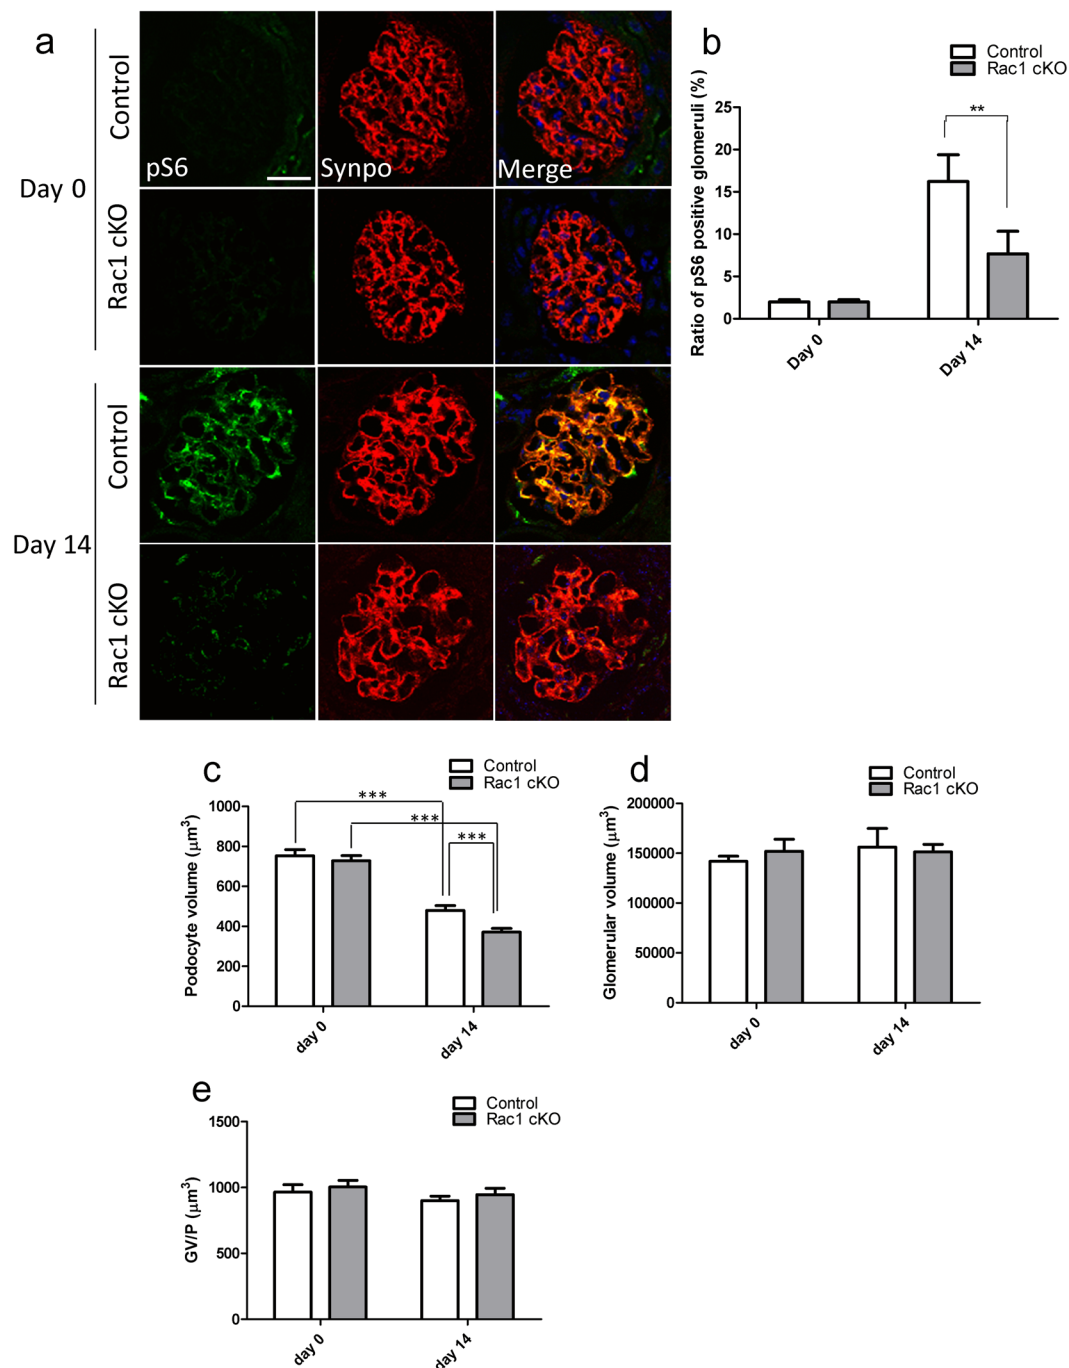 a
Day 0
Control
Rac1 cKO
pS6
Synpo
Merge
Day 14
Control
Rac1 cKO
b
Control
Rac1 cKO
Ratio of pS6 positive glomeruli (%)
25
20
15
10
5
0
**
Day 0
Day 14
c
Control
Rac1 cKO
Podocyte volume (μm³)
1000
800
600
400
200
0
***
***
***
day 0
day 14
d
Control
Rac1 cKO
Glomerular volume (μm³)
200000
150000
100000
50000
0
day 0
day 14
e
Control
Rac1 cKO
GV/P (μm³)
1500
1000
500
0
day 0
day 14